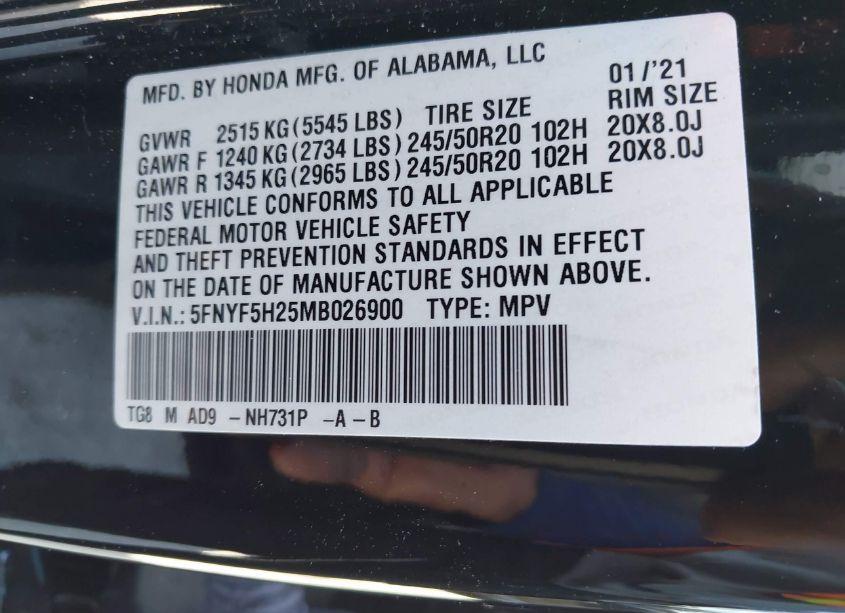 MFD. BY HONDA MFG. OF ALABAMA, LLC 01/'21
GVWR 2515 KG (5545 LBS) TIRE SIZE RIM SIZE
GAWR F 1240 KG (2734 LBS) 245/50R20 102H 20X8.0J
GAWR R 1345 KG (2965 LBS) 245/50R20 102H 20X8.0J
THIS VEHICLE CONFORMS TO ALL APPLICABLE
FEDERAL MOTOR VEHICLE SAFETY
AND THEFT PREVENTION STANDARDS IN EFFECT
ON THE DATE OF MANUFACTURE SHOWN ABOVE.
V.I.N.: 5FNYF5H25MB026900 TYPE: MPV
TG8 M AD9 -NH731P -A-B